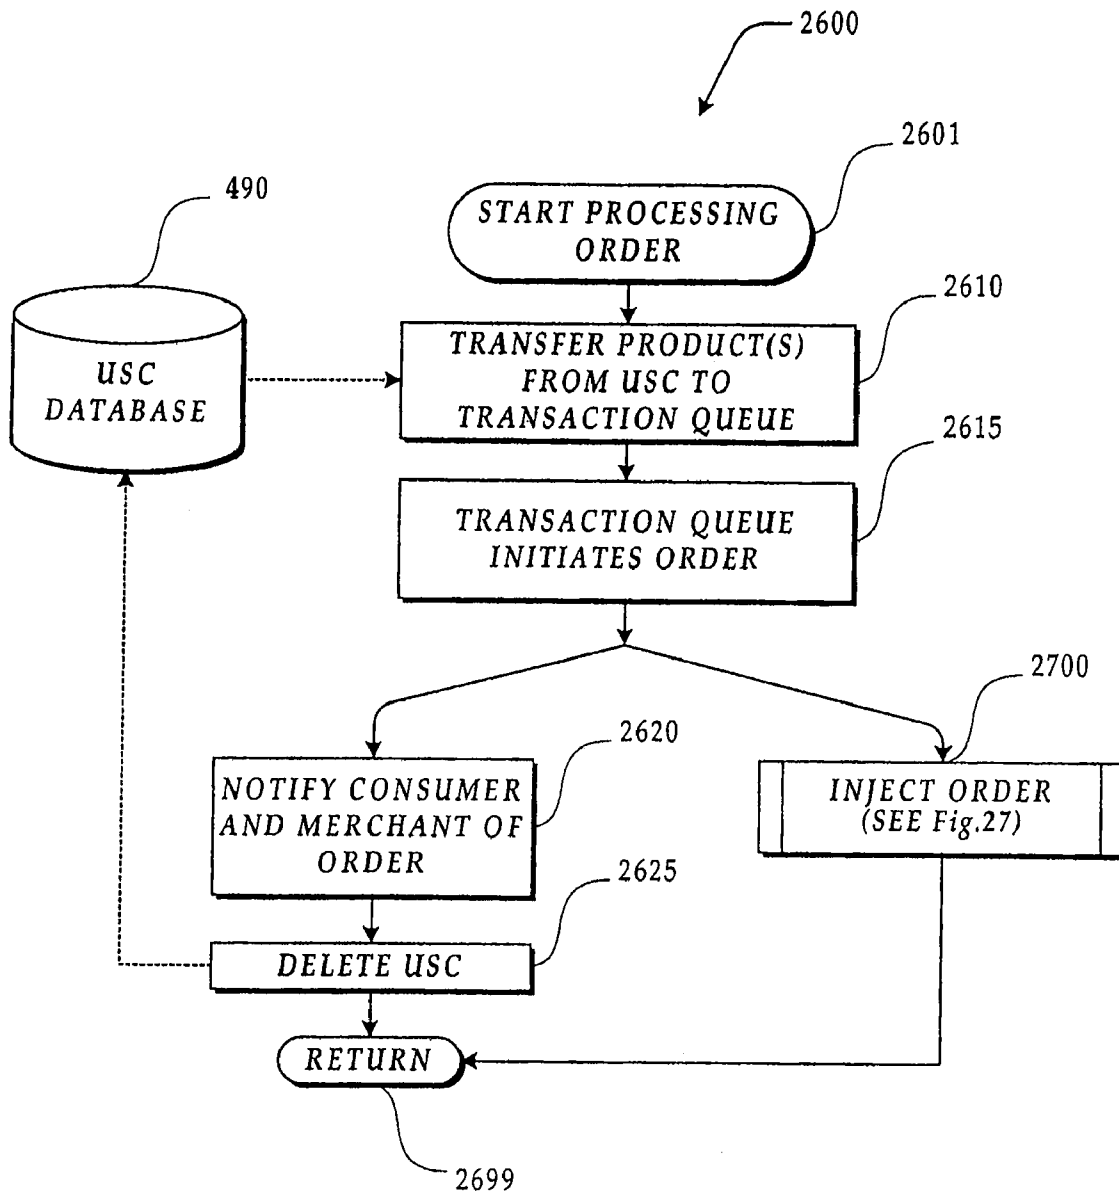 2600
2601
490
START PROCESSING
ORDER
2610
USC
DATABASE
TRANSFER PRODUCT(S)
FROM USC TO
TRANSACTION QUEUE
2615
TRANSACTION QUEUE
INITIATES ORDER
2700
2620
NOTIFY CONSUMER
AND MERCHANT OF
ORDER
INJECT ORDER
(SEE Fig.27)
2625
DELETE USC
RETURN
2699